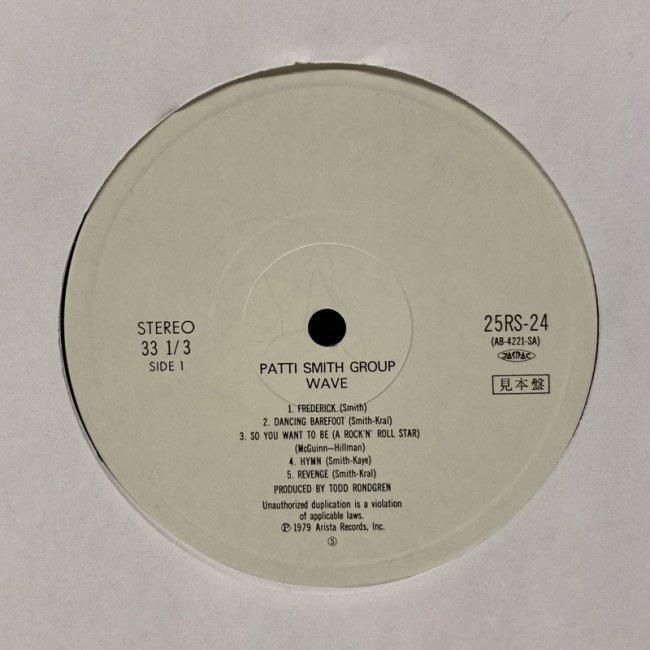 STEREO
33 1/3
SIDE 1
25RS-24
(AB-4221-SA)
JASRAC
見本盤
PATTI SMITH GROUP
WAVE
1. FREDERICK (Smith)
2. DANCING BAREFOOT (Smith-Kral)
3. SO YOU WANT TO BE (A ROCK'N' ROLL STAR)
(McGuinn—Hillman)
4. HYMN (Smith-Kaye)
5. REVENGE (Smith-Kral)
PRODUCED BY TODD RONDGREN
Unauthorized duplication is a violation
of applicable laws.
Ⓟ 1979 Arista Records, Inc.
Ⓢ